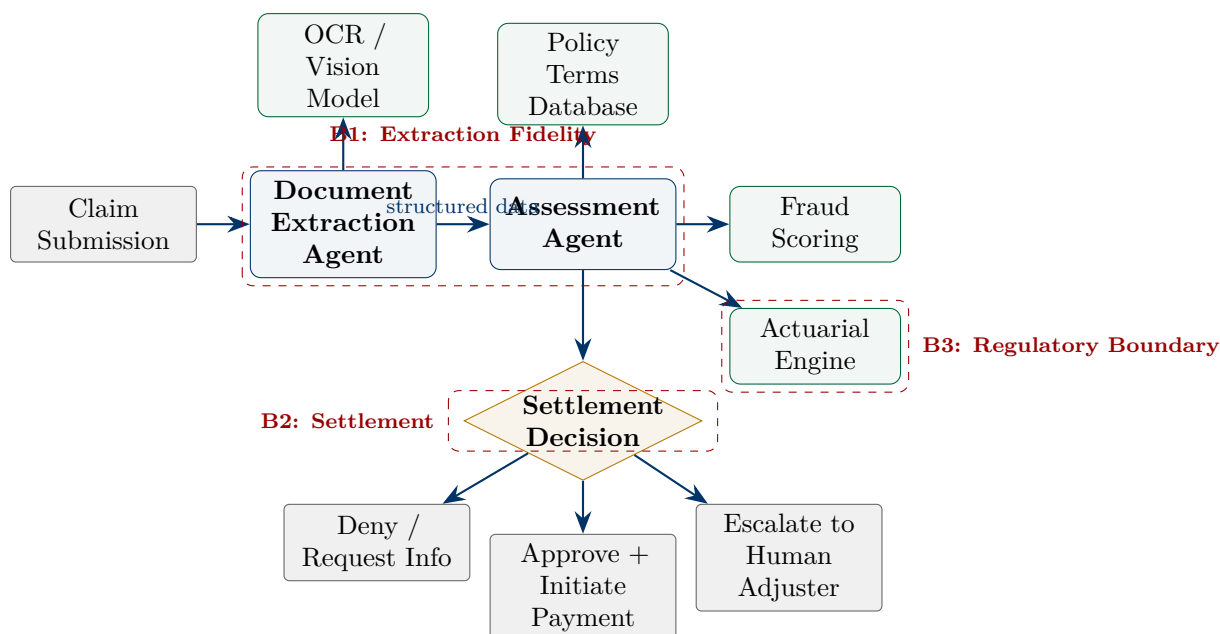 OCR /
Vision
Model
Policy
Terms
Database
B1: Extraction Fidelity
Claim
Submission
Document
Extraction
Agent
structured data
Assessment
Agent
Fraud
Scoring
Actuarial
Engine
B3: Regulatory Boundary
B2: Settlement
Settlement
Decision
Deny /
Request Info
Approve +
Initiate
Payment
Escalate to
Human
Adjuster